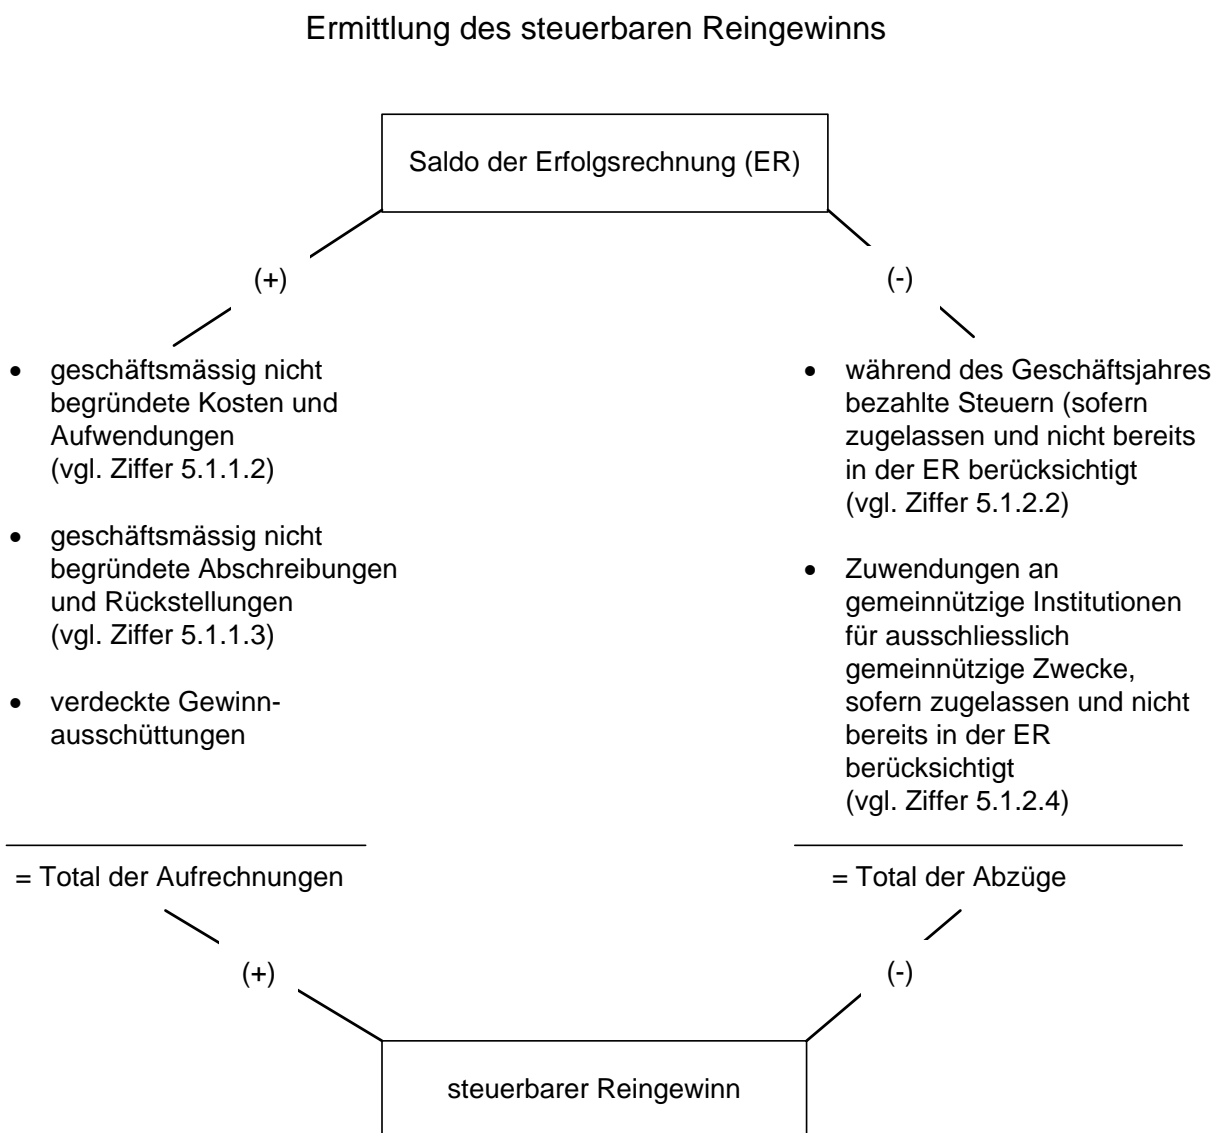 Ermittlung des steuerbaren Reingewinns
Saldo der Erfolgsrechnung (ER)
(+)
(-)
• geschäftsmässig nicht
begründete Kosten und
Aufwendungen
(vgl. Ziffer 5.1.1.2)
• geschäftsmässig nicht
begründete Abschreibungen
und Rückstellungen
(vgl. Ziffer 5.1.1.3)
• verdeckte Gewinn-
ausschüttungen
= Total der Aufrechnungen
• während des Geschäftsjahres
bezahlte Steuern (sofern
zugelassen und nicht bereits
in der ER berücksichtigt
(vgl. Ziffer 5.1.2.2)
• Zuwendungen an
gemeinnützige Institutionen
für ausschliesslich
gemeinnützige Zwecke,
sofern zugelassen und nicht
bereits in der ER
berücksichtigt
(vgl. Ziffer 5.1.2.4)
= Total der Abzüge
(+)
(-)
steuerbarer Reingewinn